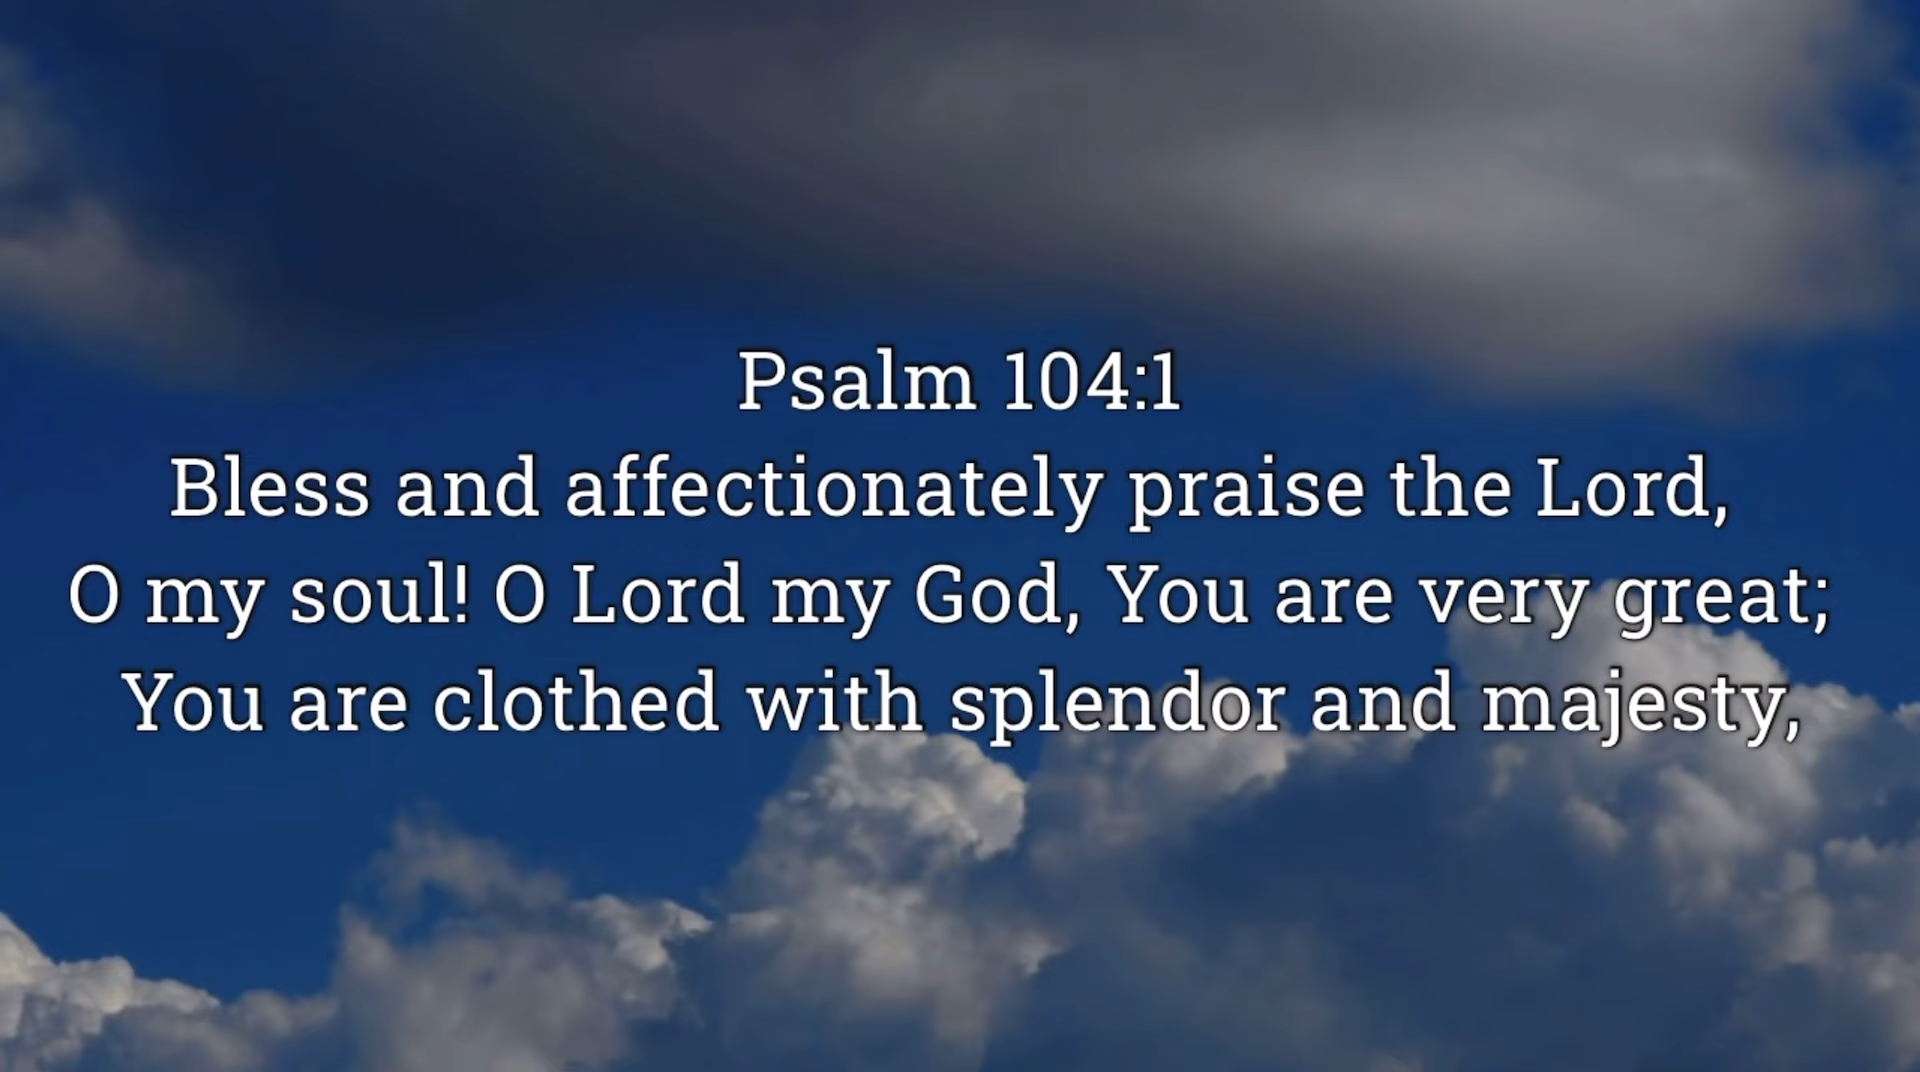 Psalm 104:1
Bless and affectionately praise the Lord,
O my soul! O Lord my God, You are very great;
You are clothed with splendor and majesty,